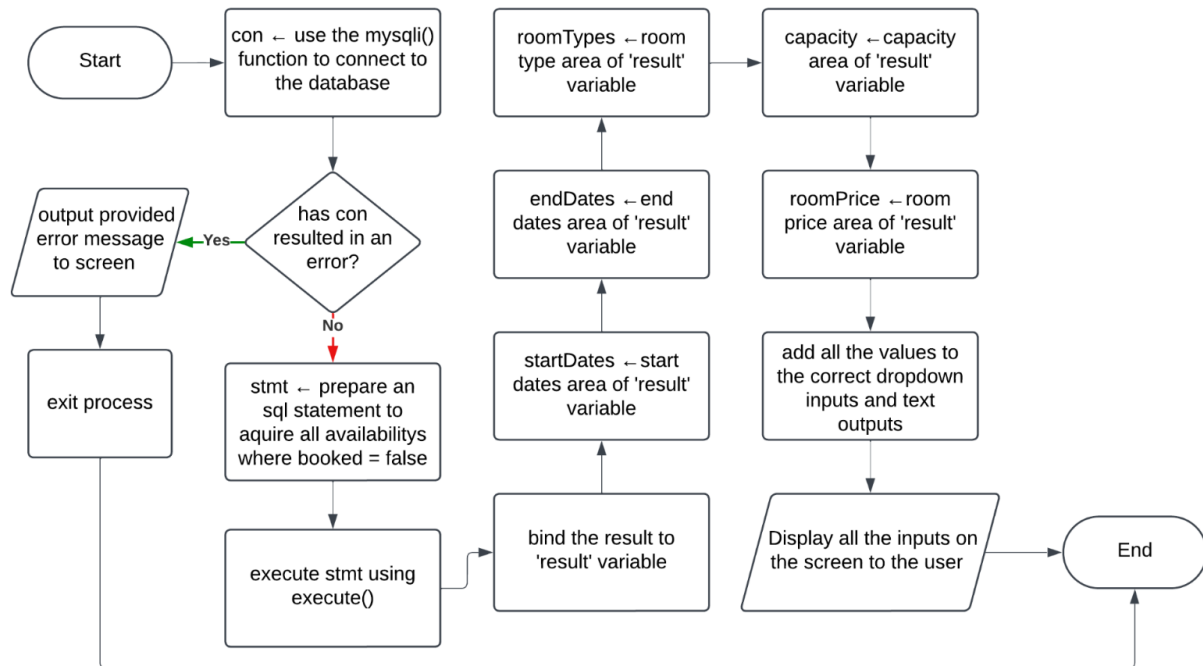 Start
con ← use the mysqli()
function to connect to
the database
has con
resulted in an
error?
Yes
output provided
error message
to screen
exit process
No
stmt ← prepare an
sql statement to
aquire all availabilitys
where booked = false
execute stmt using
execute()
bind the result to
'result' variable
startDates ←start
dates area of 'result'
variable
endDates ←end
dates area of 'result'
variable
roomTypes ←room
type area of 'result'
variable
capacity ←capacity
area of 'result'
variable
roomPrice ←room
price area of 'result'
variable
add all the values to
the correct dropdown
inputs and text
outputs
Display all the inputs on
the screen to the user
End